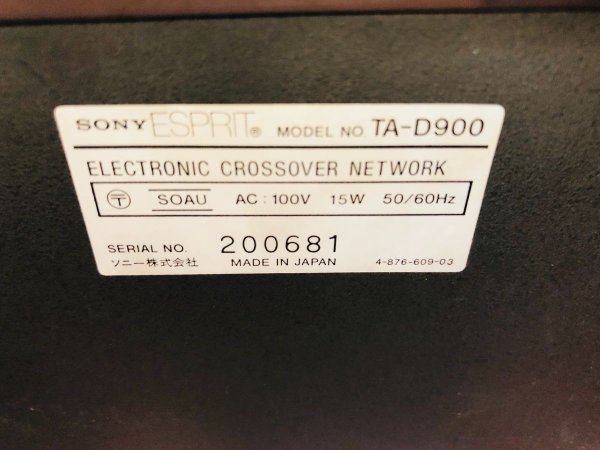 SONY ESPRIT® MODEL NO. TA-D900
ELECTRONIC CROSSOVER NETWORK
〒 SOAU AC : 100V 15W 50/60Hz
SERIAL NO. 200681
ソニー株式会社 MADE IN JAPAN 4-876-609-03